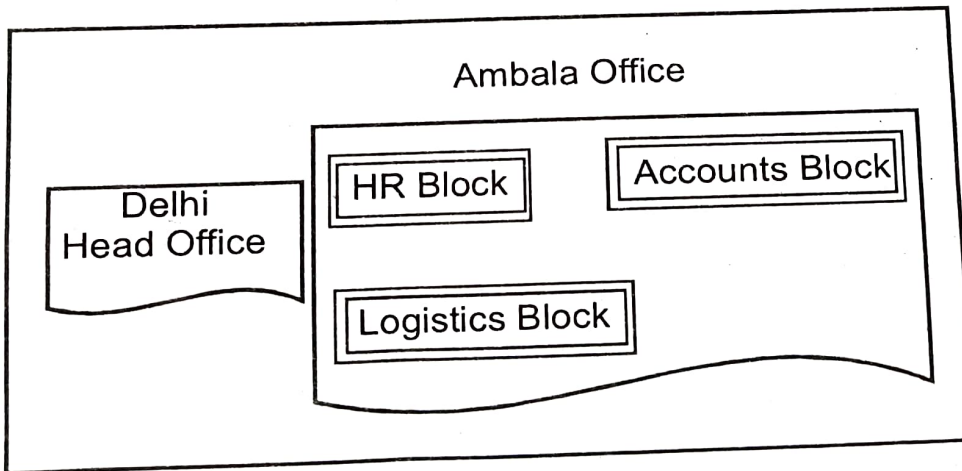 Ambala Office
Delhi
Head Office
HR Block
Accounts Block
Logistics Block